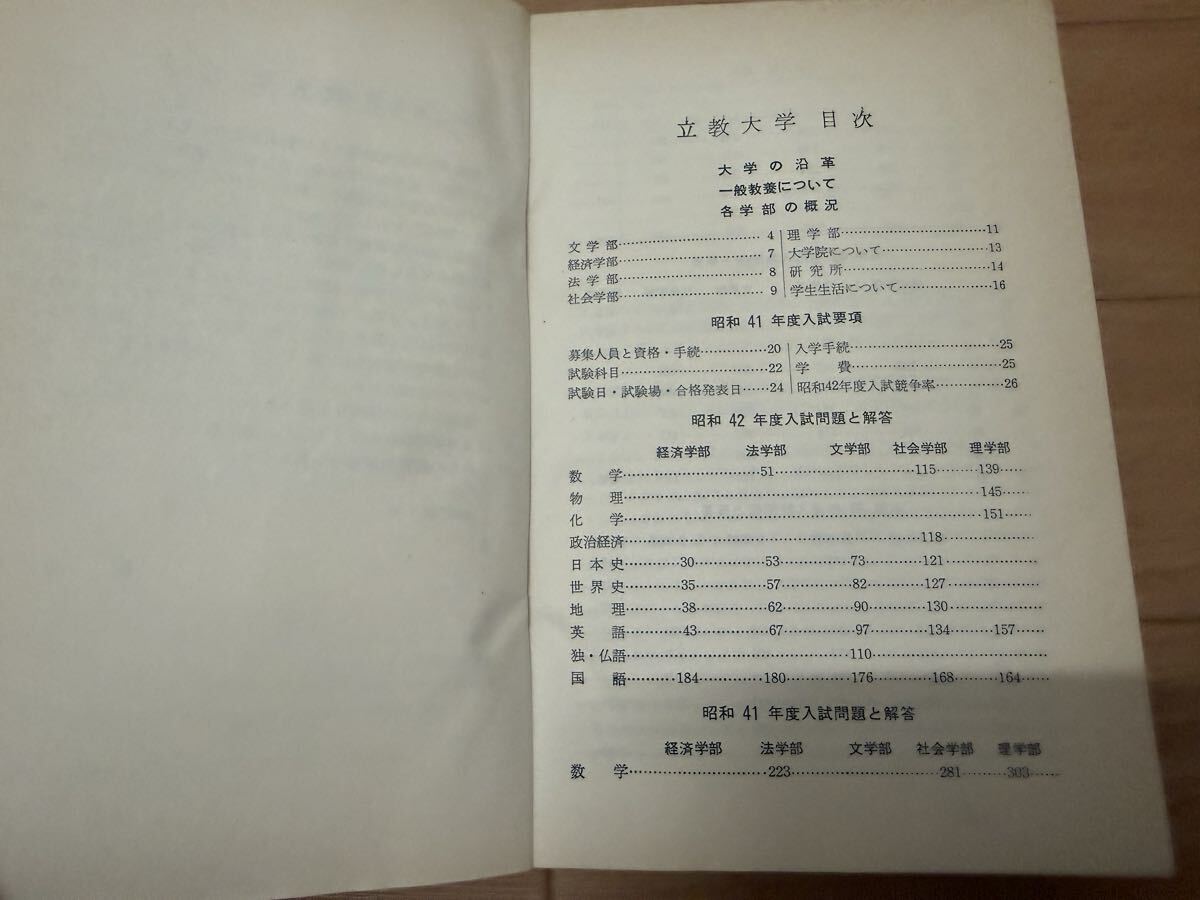 立教大学 目次
大学の沿革
一般教養について
各学部の概況
文学部…………………………… 4
経済学部…………………………… 7
法学部…………………………… 8
社会学部…………………………… 9
理学部……………………………11
大学院について……………………13
研究所……………………………14
学生生活について…………………16
昭和 41 年度入試要項
募集人員と資格・手続……………20
試験科目……………………………22
試験日・試験場・合格発表日……24
入学手続……………………………25
学費……………………………25
昭和42年度入試競争率……………26
昭和 42 年度入試問題と解答
経済学部 法学部 文学部 社会学部 理学部
数学…………………………51…………………………115………139……
物理……………………………………………………………145……
化学……………………………………………………………151……
政治経済………………………………………………118………………
日本史…………30…………53…………73…………121………………
世界史…………35…………57…………82…………127………………
地理…………38…………62…………90…………130………………
英語…………43…………67…………97…………134………157……
独・仏語……………………………………110…………………………
国語…………184…………180…………176…………168………164……
昭和 41 年度入試問題と解答
経済学部 法学部 文学部 社会学部 理学部
数学…………………………223…………………………281………303……